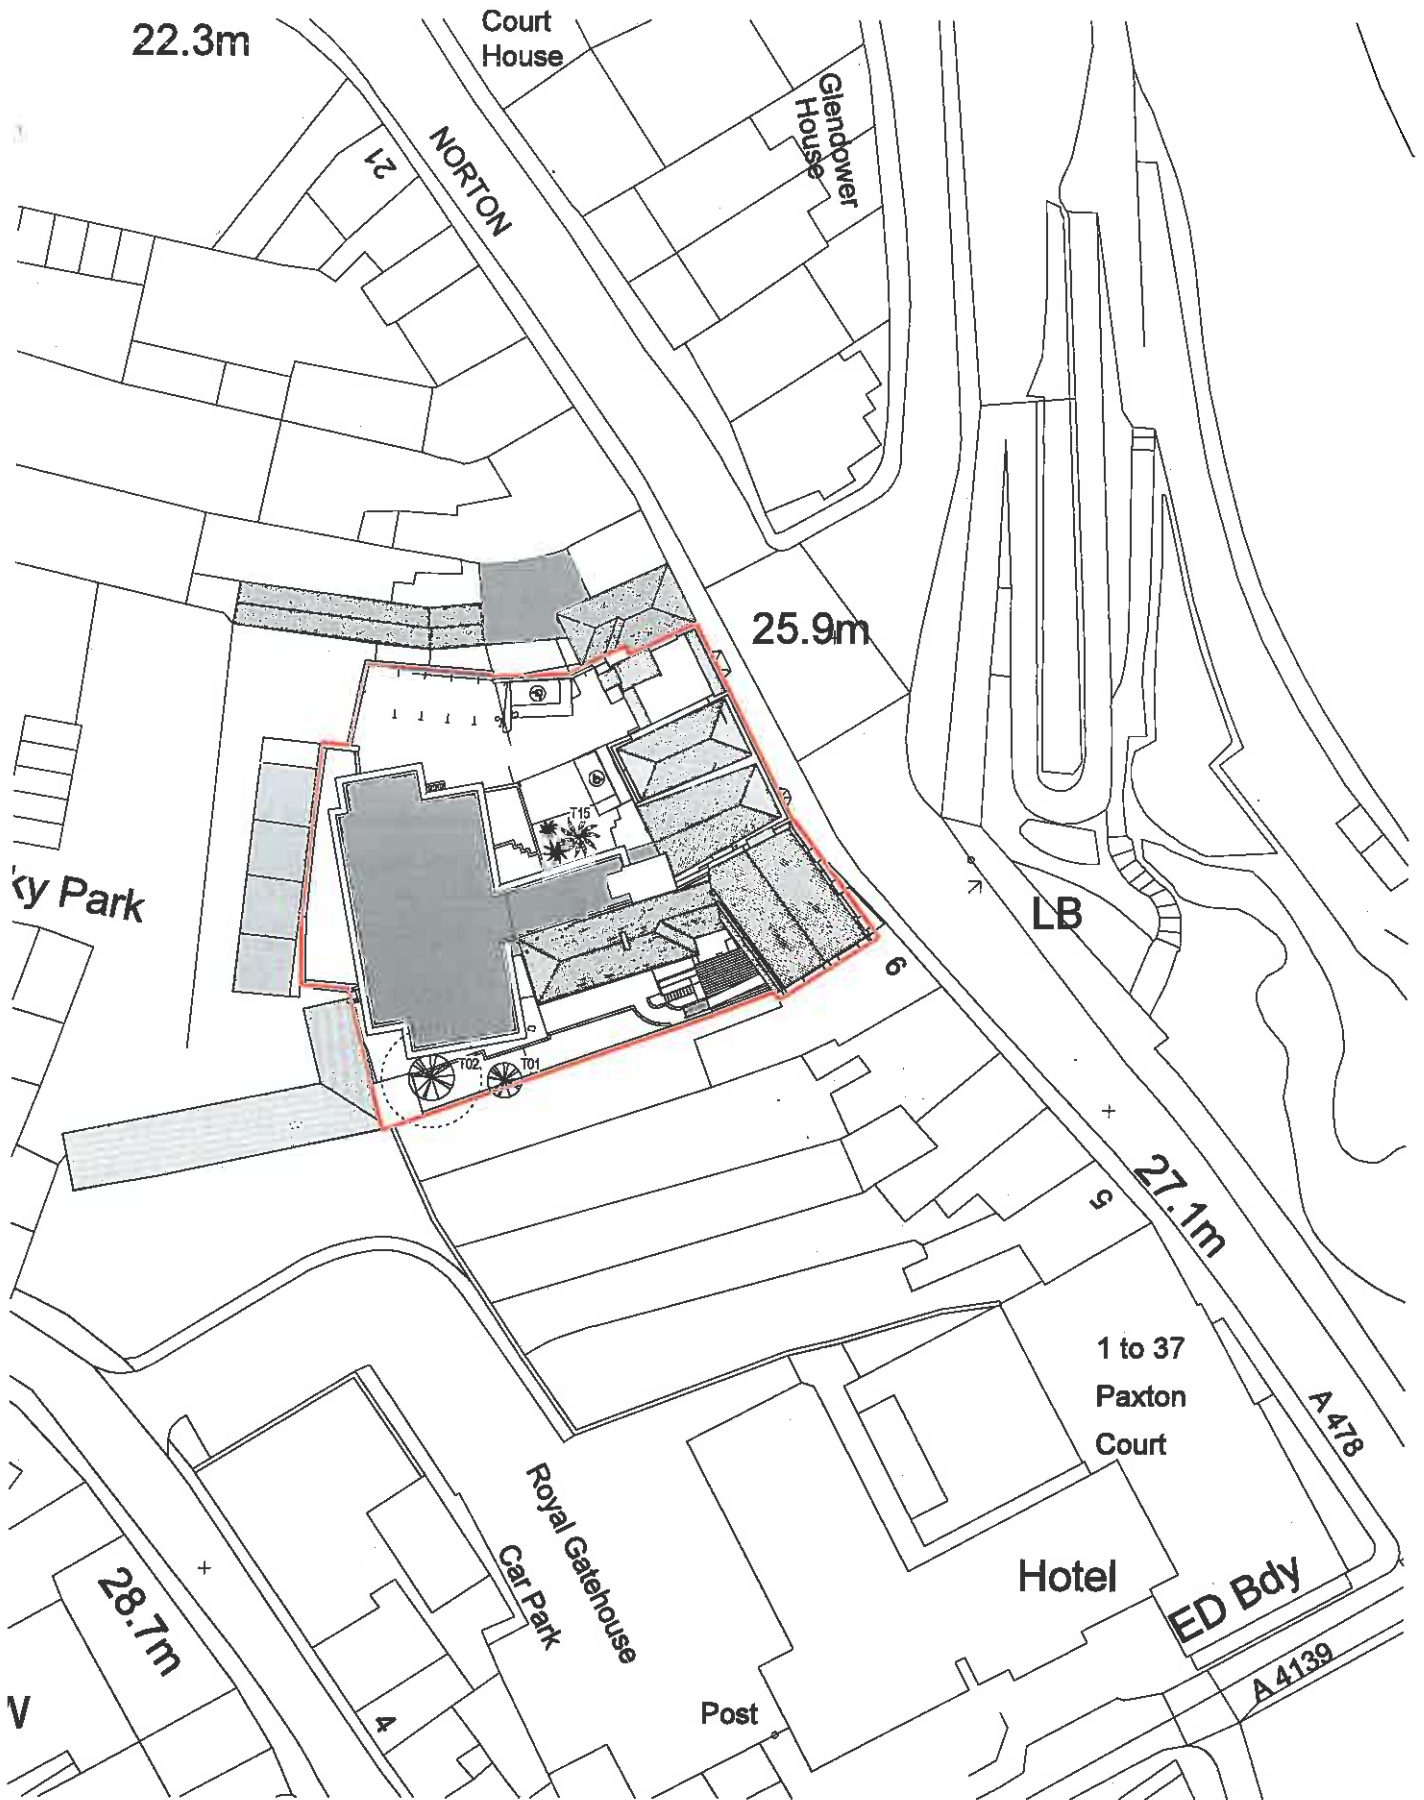 22.3m
Court
House
Glendower
House
21
NORTON
25.9m
T15
ky Park
LB
6
T02
T01
27.1m
5
1 to 37
Paxton
Court
A 478
Royal Gatehouse
Car Park
Hotel
ED Bdy
28.7m
A 4139
Post
4